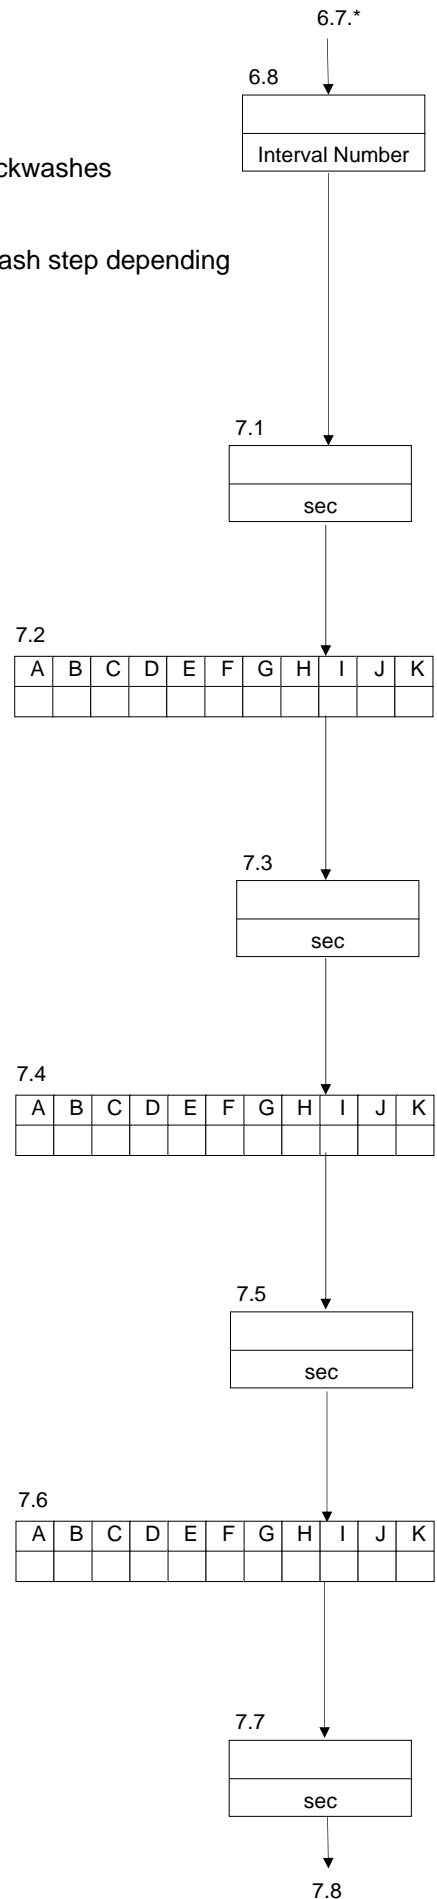 6.7.*
6.8
Interval Number
ckwashes
ash step depending
7.1
sec
7.2
A B C D E F G H I J K
7.3
sec
7.4
A B C D E F G H I J K
7.5
sec
7.6
A B C D E F G H I J K
7.7
sec
7.8